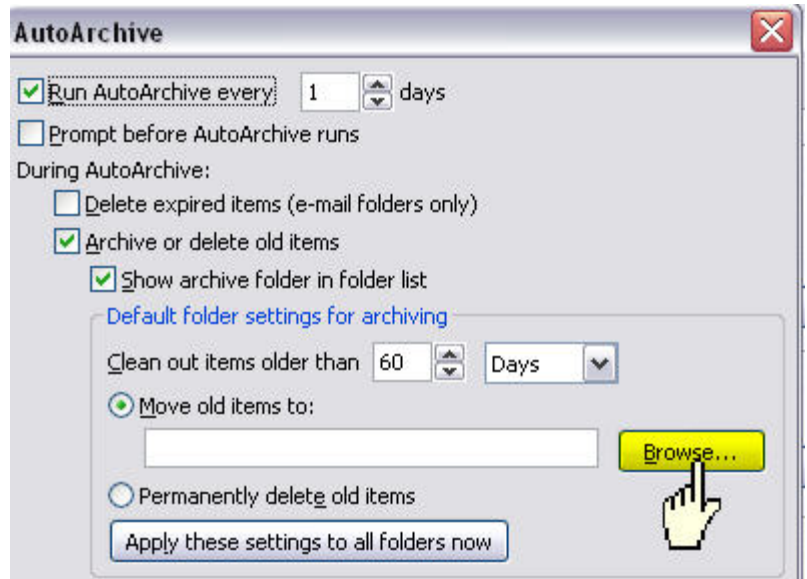 AutoArchive
Run AutoArchive every 1 days
Prompt before AutoArchive runs
During AutoArchive:
Delete expired items (e-mail folders only)
Archive or delete old items
Show archive folder in folder list
Default folder settings for archiving
Clean out items older than 60 Days
Move old items to:
Browse...
Permanently delete old items
Apply these settings to all folders now